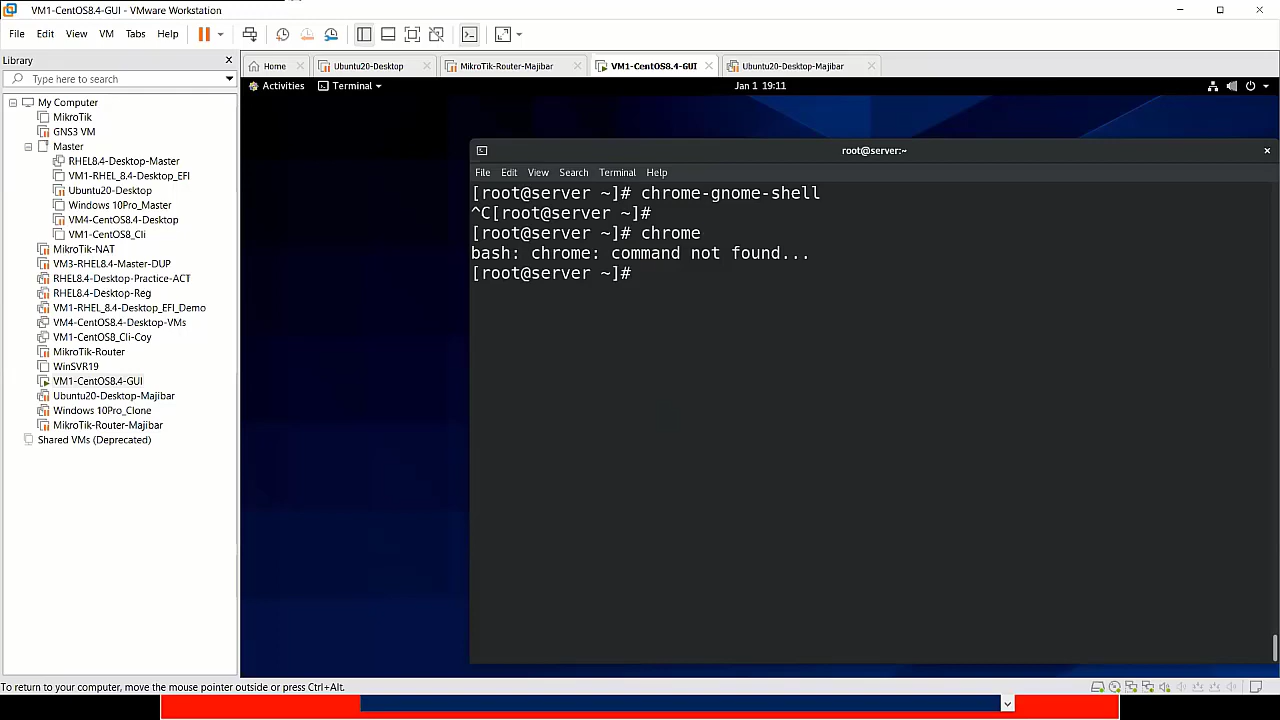 VM1-CentOS8.4-GUI - VMware Workstation
File Edit View VM Tabs Help
Library
Type here to search
My Computer
MikroTik
GNS3 VM
Master
RHEL8.4-Desktop-Master
VM1-RHEL_8.4-Desktop_EFI
Ubuntu20-Desktop
Windows 10Pro_Master
VM4-CentOS8.4-Desktop
VM1-CentOS8_Cli
MikroTik-NAT
VM3-RHEL8.4-Master-DUP
RHEL8.4-Desktop-Practice-ACT
RHEL8.4-Desktop-Reg
VM1-RHEL_8.4-Desktop_EFI_Demo
VM4-CentOS8.4-Desktop-VMs
VM1-CentOS8_Cli-Coy
MikroTik-Router
WinSVR19
VM1-CentOS8.4-GUI
Ubuntu20-Desktop-Majibar
Windows 10Pro_Clone
MikroTik-Router-Majibar
Shared VMs (Deprecated)
Home Ubuntu20-Desktop MikroTik-Router-Majibar VM1-CentOS8.4-GUI Ubuntu20-Desktop-Majibar
Activities Terminal Jan 1 19:11
root@server:~
File Edit View Search Terminal Help
[root@server ~]# chrome-gnome-shell
^C[root@server ~]#
[root@server ~]# chrome
bash: chrome: command not found...
[root@server ~]#
To return to your computer, move the mouse pointer outside or press Ctrl+Alt.